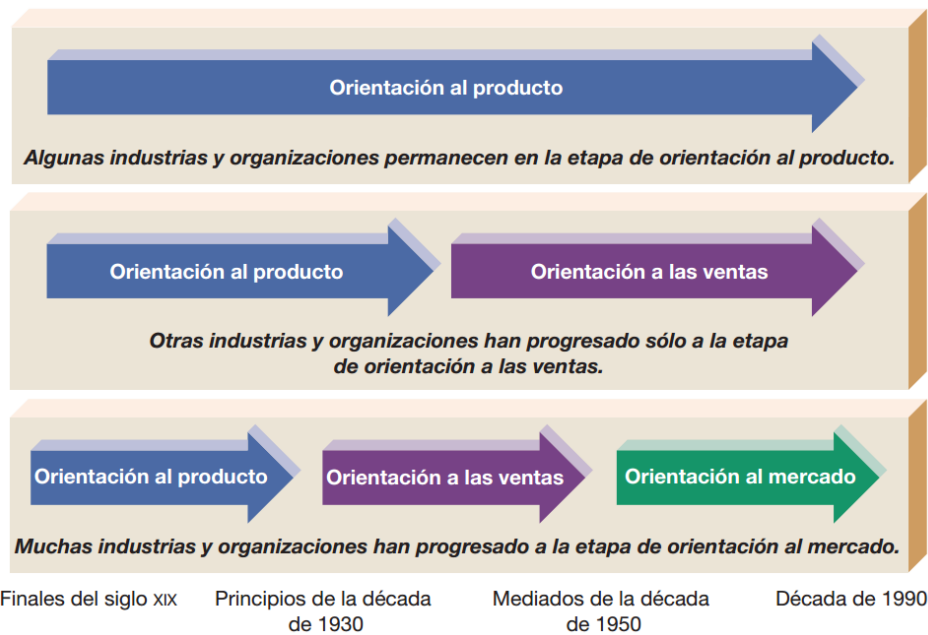 Orientación al producto
Algunas industrias y organizaciones permanecen en la etapa de orientación al producto.
Orientación al producto
Orientación a las ventas
Otras industrias y organizaciones han progresado sólo a la etapa
de orientación a las ventas.
Orientación al producto
Orientación a las ventas
Orientación al mercado
Muchas industrias y organizaciones han progresado a la etapa de orientación al mercado.
Finales del siglo XIX
Principios de la década
de 1930
Mediados de la década
de 1950
Década de 1990